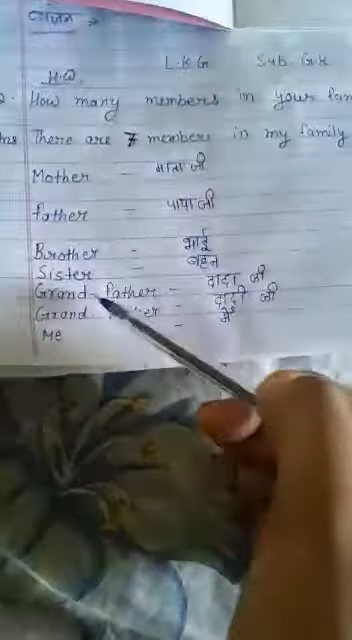 L.K.G Sub-G.K
H.W.
How many members in your
There are 7 members in my family
Mother - माता जी
father - पापा जी
Brother - भाई
Sister - बहन
Grand Father - दादा जी
Grand - दादी जी
Me - मैं